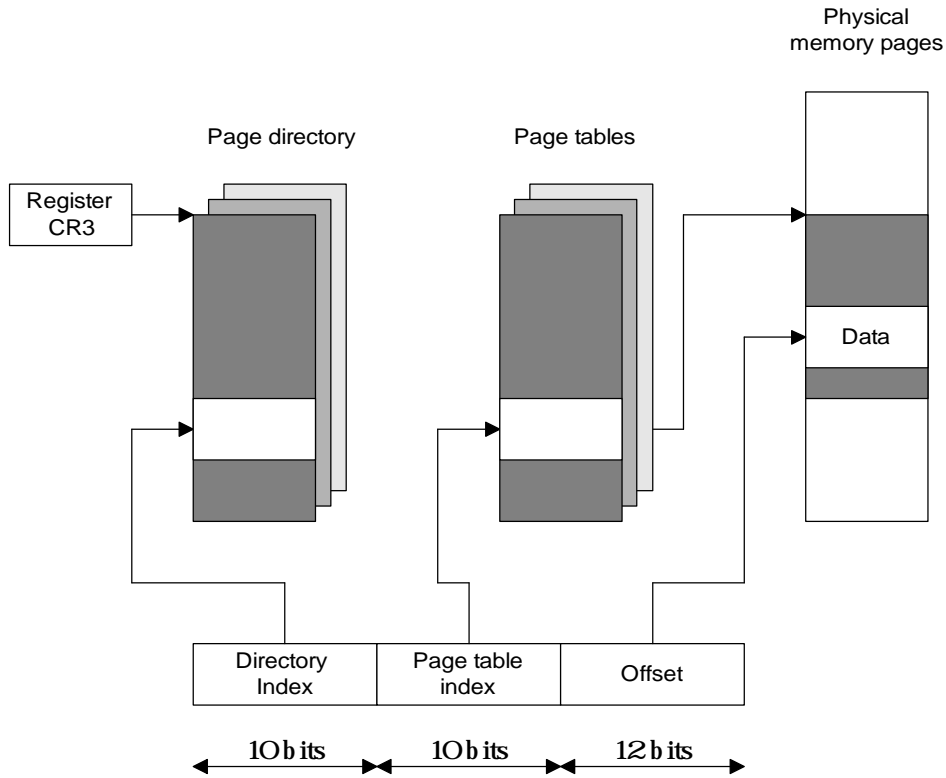 Physical
memory pages
Page directory
Page tables
Register
CR3
Data
Directory
Index
Page table
index
Offset
10 bits
10 bits
12 bits